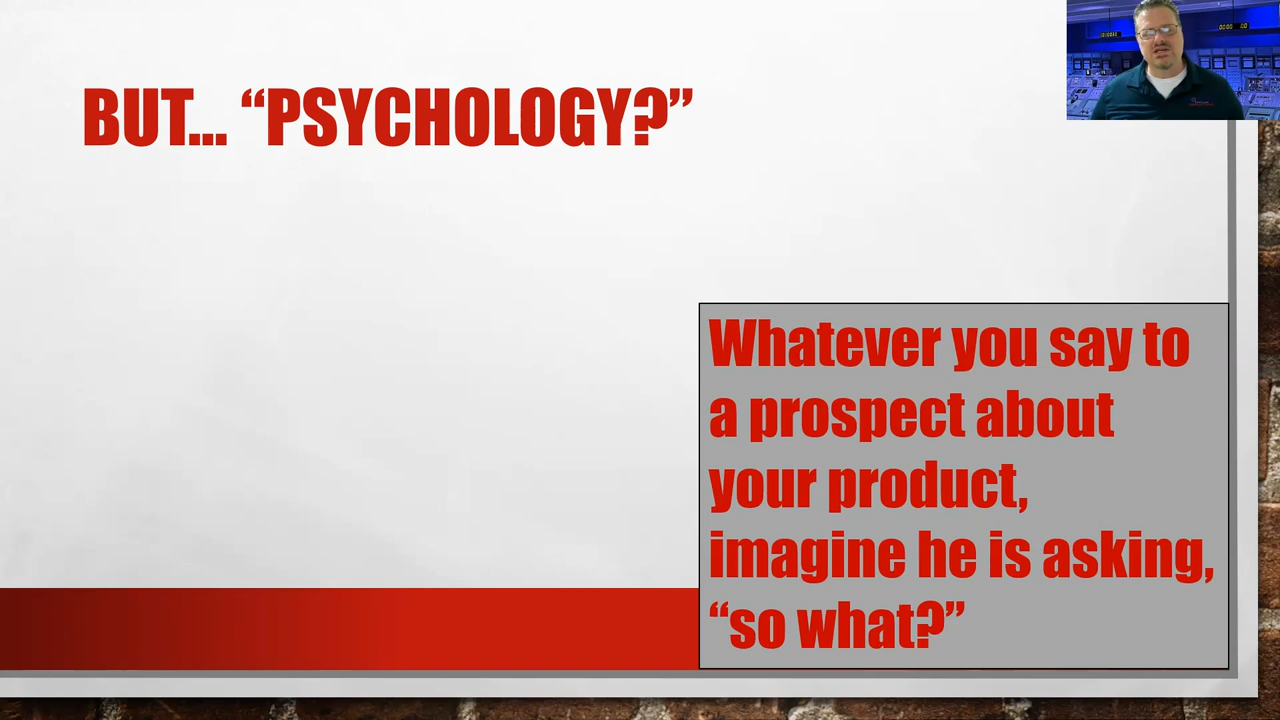 BUT... “PSYCHOLOGY?”
Whatever you say to
a prospect about
your product,
imagine he is asking,
“so what?”